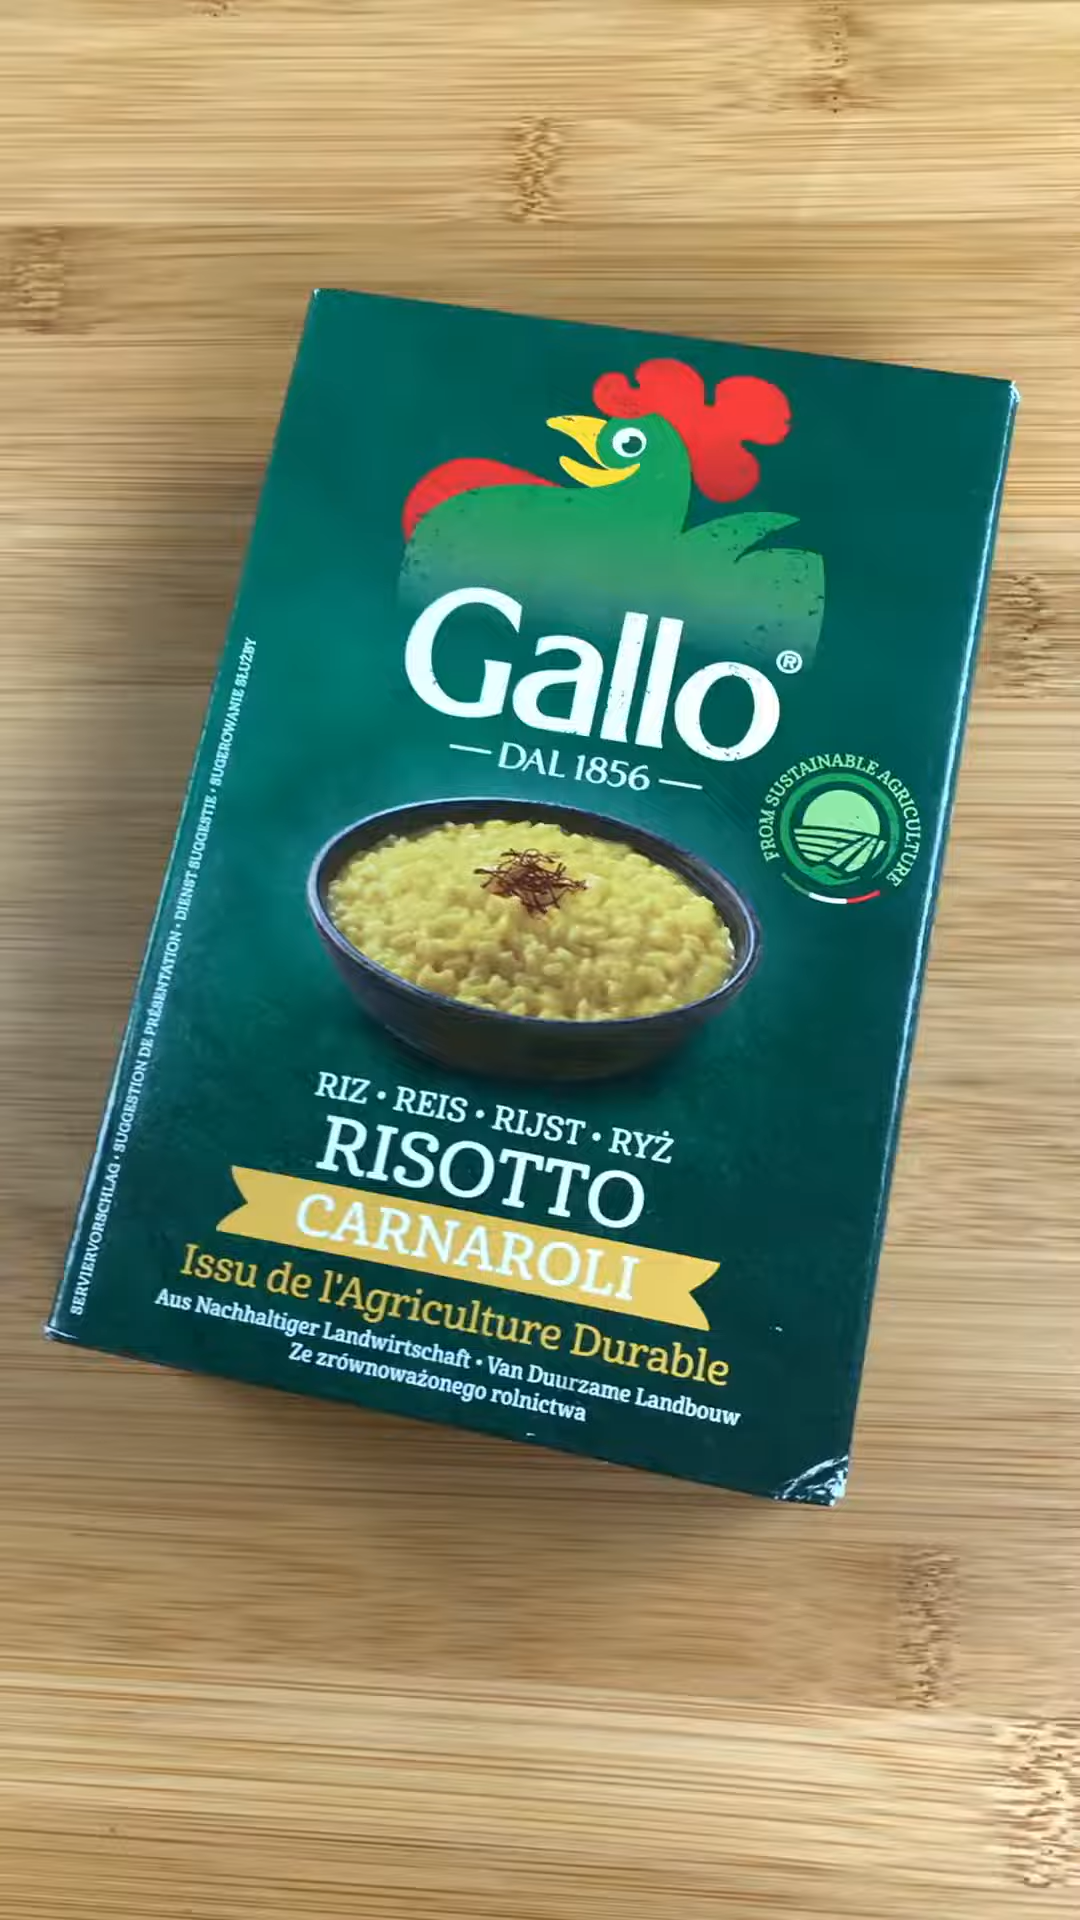 Gallo®
DAL 1856
FROM SUSTAINABLE AGRICULTURE
RIZ • REIS • RIJST • RYŻ
RISOTTO
CARNAROLI
Issu de l'Agriculture Durable
Aus Nachhaltiger Landwirtschaft • Van Duurzame Landbouw
Ze zrównoważonego rolnictwa
SERVIERVORSCHLAG • SUGGESTION DE PRÉSENTATION • DIENST SUGGESTIE • SUGEROWANIE SŁUŻBY